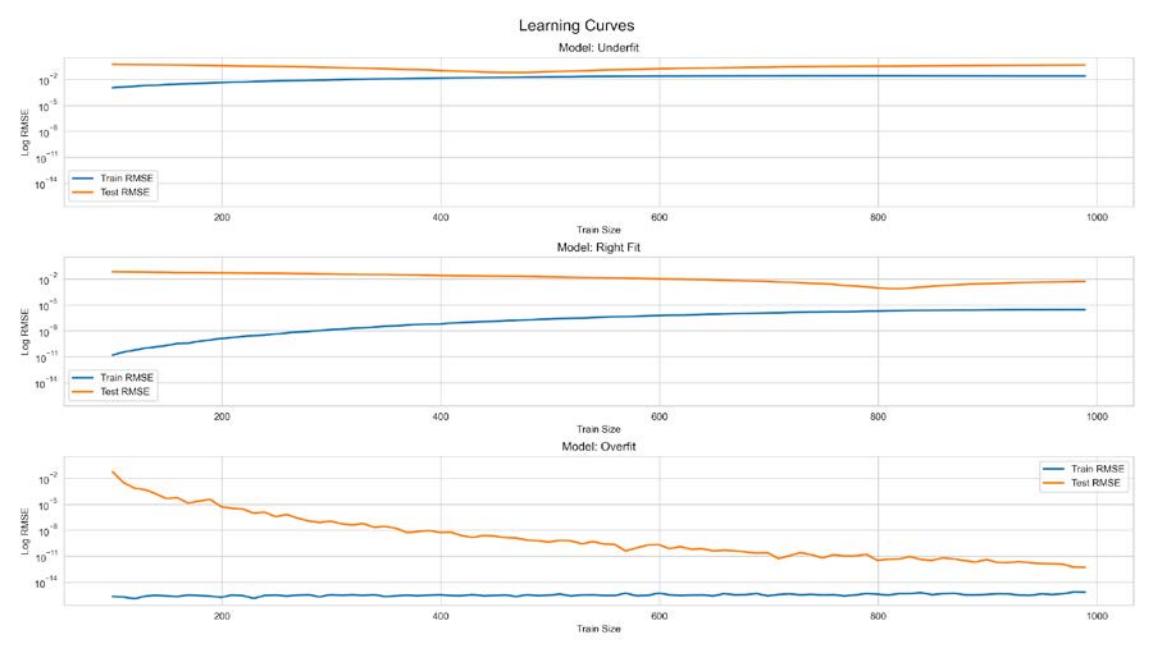 Learning Curves
Model: Underfit
Log RMSE
10⁻²
10⁻⁵
10⁻⁸
10⁻¹¹
10⁻¹⁴
Train RMSE
Test RMSE
200 400 600 800 1000
Train Size
Model: Right Fit
Log RMSE
10⁻²
10⁻⁵
10⁻⁸
10⁻¹¹
10⁻¹⁴
Train RMSE
Test RMSE
200 400 600 800 1000
Train Size
Model: Overfit
Log RMSE
10⁻²
10⁻⁵
10⁻⁸
10⁻¹¹
10⁻¹⁴
Train RMSE
Test RMSE
200 400 600 800 1000
Train Size